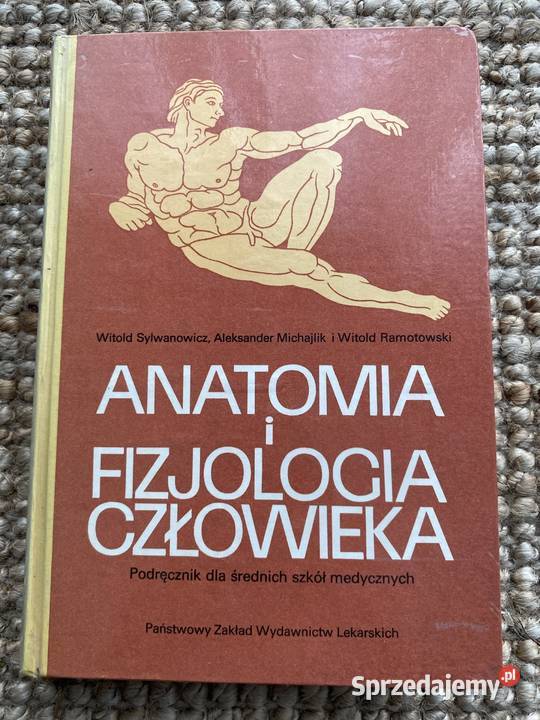 Witold Sylwanowicz, Aleksander Michajlik i Witold Ramotowski
ANATOMIA
i
FIZJOLOGIA
CZŁOWIEKA
Podręcznik dla średnich szkół medycznych
Państwowy Zakład Wydawnictw Lekarskich
Sprzedajemy.pl